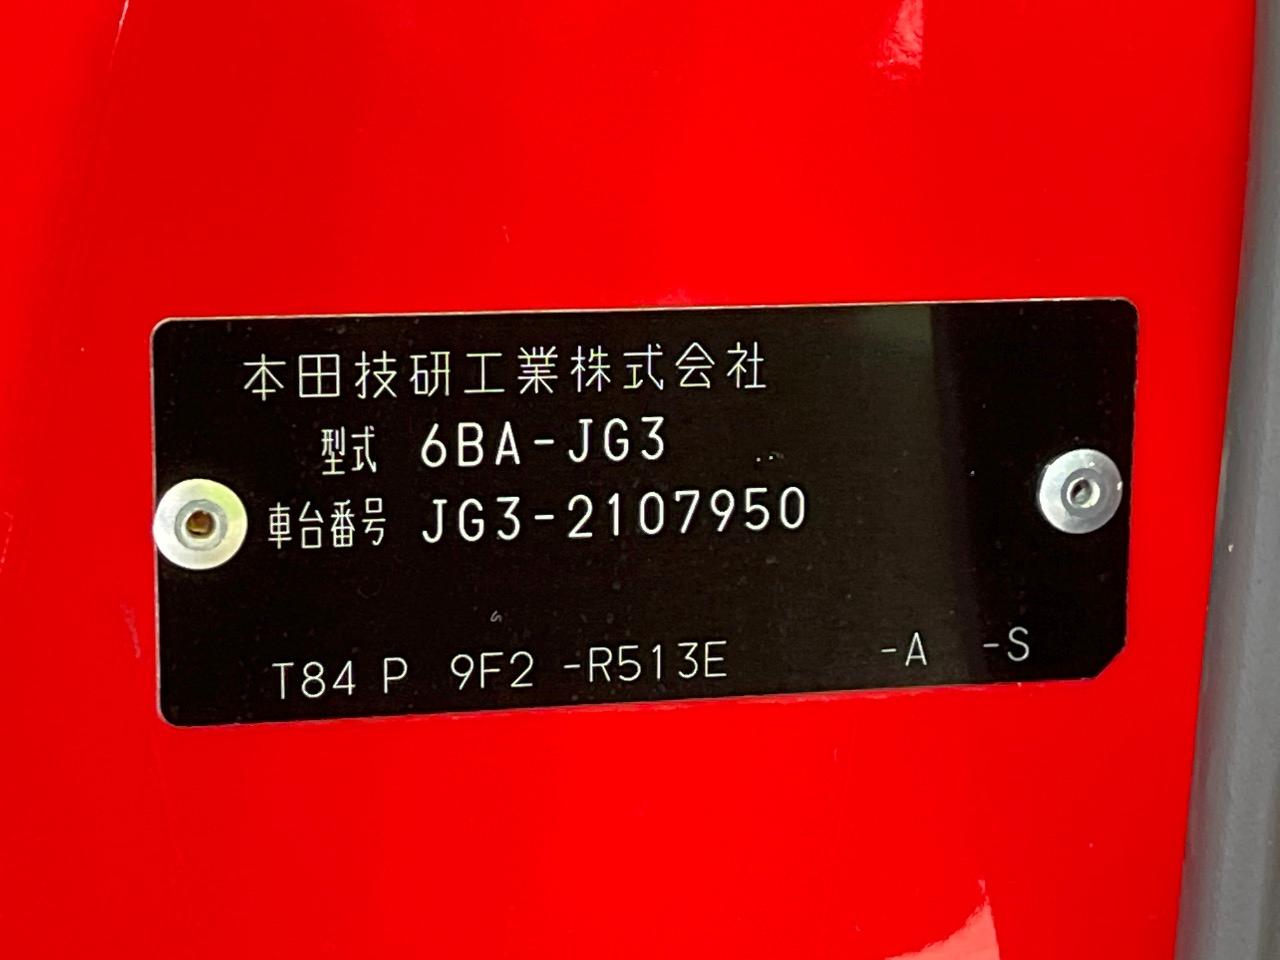 本田技研工業株式会社
型式 6BA-JG3
車台番号 JG3-2107950
T84 P 9F2 -R513E -A -S